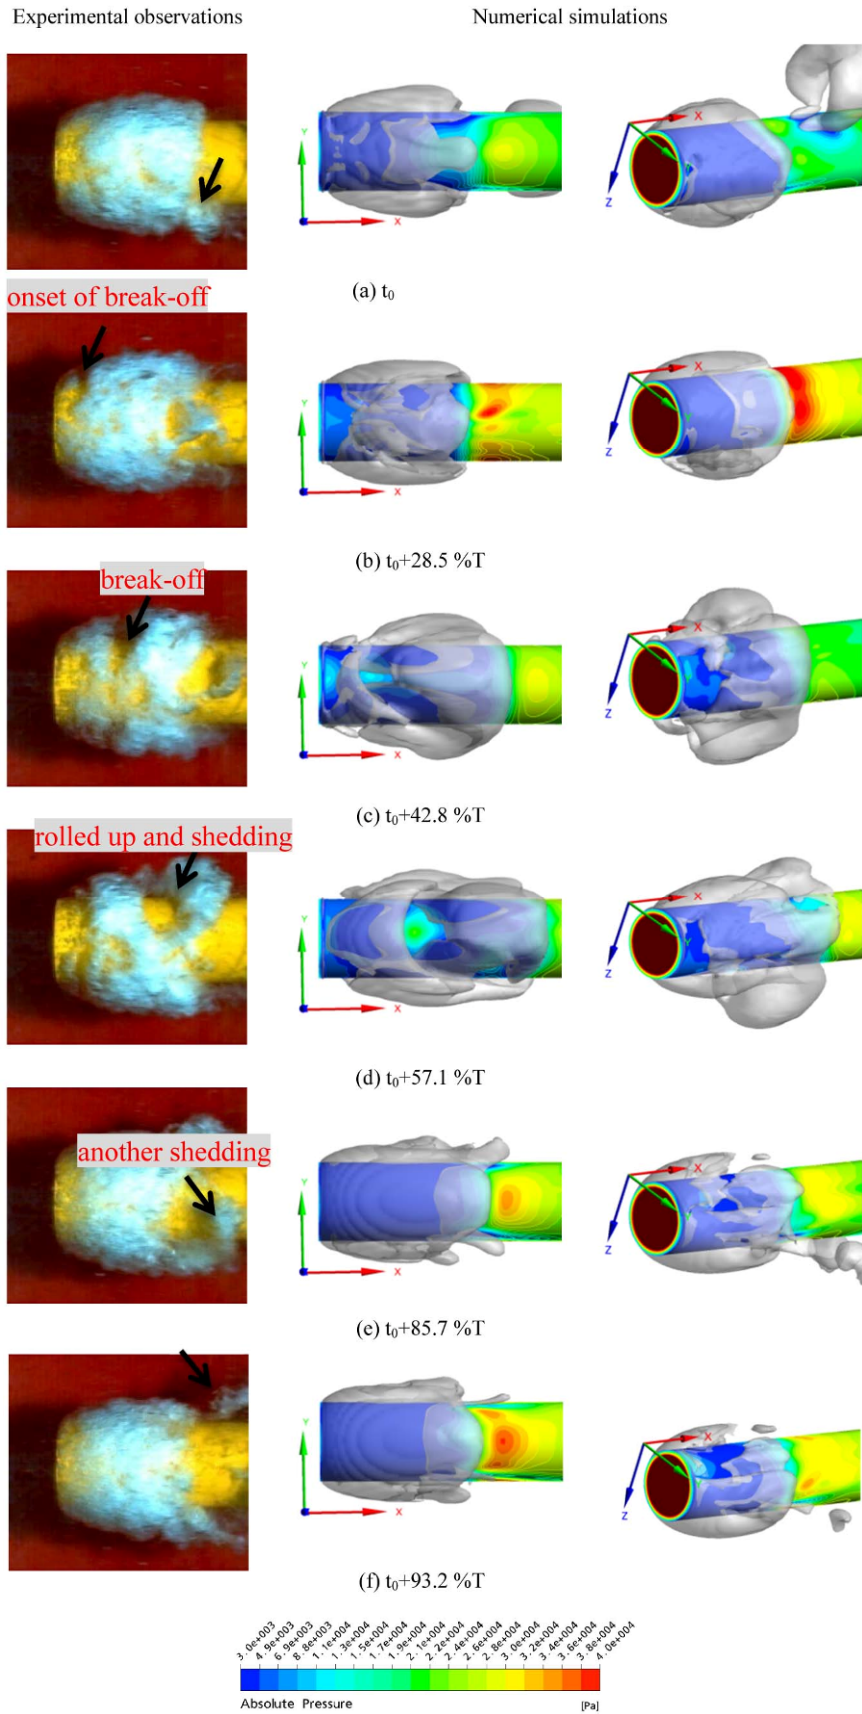 Experimental observations
Numerical simulations
Y
X
X
Z
(a) t₀
onset of break-off
Y
X
X
Y
Z
(b) t₀+28.5 %T
break-off
Y
X
X
Z
(c) t₀+42.8 %T
rolled up and shedding
Y
X
X
Y
Z
(d) t₀+57.1 %T
another shedding
Y
X
X
Z
(e) t₀+85.7 %T
Y
X
X
Z
(f) t₀+93.2 %T
3.0e+003 4.9e+003 6.9e+003 8.8e+003 1.1e+004 1.3e+004 1.5e+004 1.7e+004 1.9e+004 2.1e+004 2.2e+004 2.4e+004 2.6e+004 2.8e+004 3.0e+004 3.2e+004 3.4e+004 3.6e+004 3.8e+004 4.0e+004
Absolute Pressure [Pa]